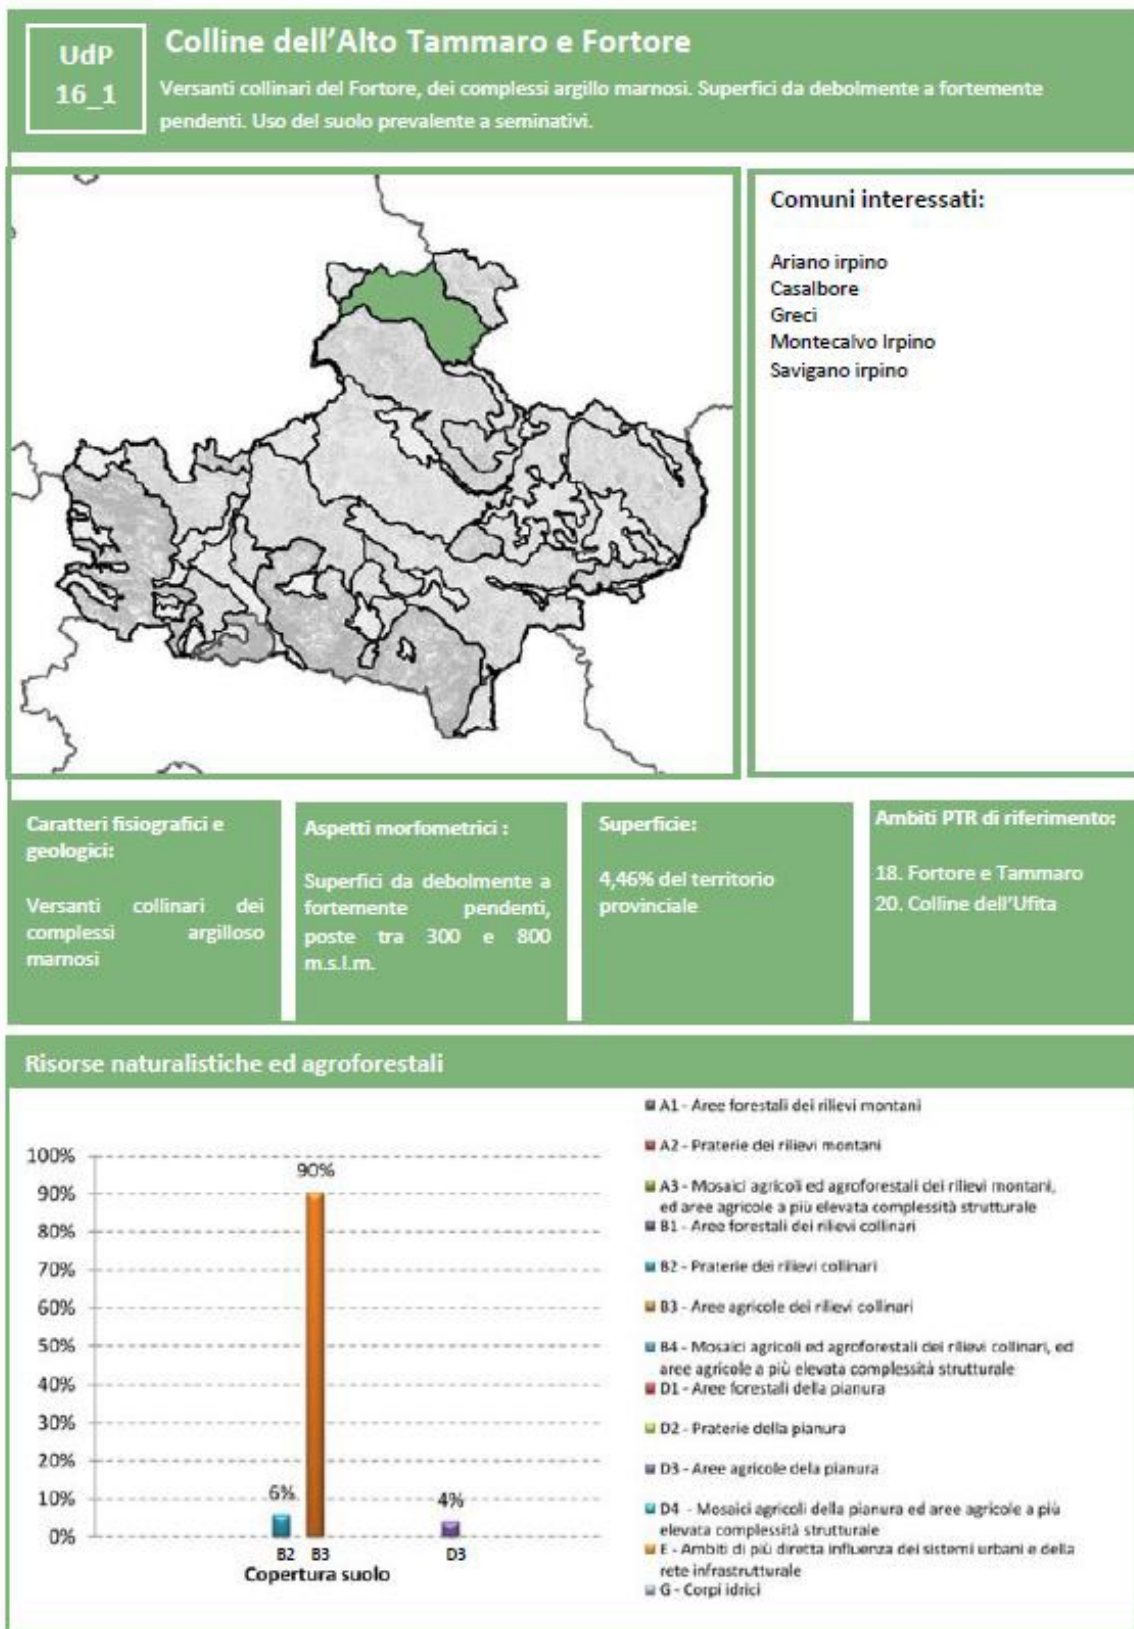 UdP
16_1
Colline dell'Alto Tammaro e Fortore
Versanti collinari del Fortore, dei complessi argillo marnosi. Superfici da debolmente a fortemente
pendenti. Uso del suolo prevalente a seminativi.
Comuni interessati:
Ariano irpino
Casalbore
Greci
Montecalvo Irpino
Savigano irpino
Caratteri fisiografici e
geologici:
Versanti collinari dei
complessi argilloso
marnosi
Aspetti morfometrici :
Superfici da debolmente a
fortemente pendenti,
poste tra 300 e 800
m.s.l.m.
Superficie:
4,46% del territorio
provinciale
Ambiti PTR di riferimento:
18. Fortore e Tammaro
20. Colline dell'Ufita
Risorse naturalistiche ed agroforestali
100%
90%
80%
70%
60%
50%
40%
30%
20%
10%
0%
6%
90%
4%
B2
B3
D3
Copertura suolo
A1 - Aree forestali dei rilievi montani
A2 - Praterie dei rilievi montani
A3 - Mosaici agricoli ed agroforestali dei rilievi montani,
ed aree agricole a più elevata complessità strutturale
B1 - Aree forestali dei rilievi collinari
B2 - Praterie dei rilievi collinari
B3 - Aree agricole dei rilievi collinari
B4 - Mosaici agricoli ed agroforestali dei rilievi collinari, ed
aree agricole a più elevata complessità strutturale
D1 - Aree forestali della pianura
D2 - Praterie della pianura
D3 - Aree agricole dela pianura
D4 - Mosaici agricoli della pianura ed aree agricole a più
elevata complessità strutturale
E - Ambiti di più diretta influenza dei sistemi urbani e della
rete infrastrutturale
G - Corpi idrici